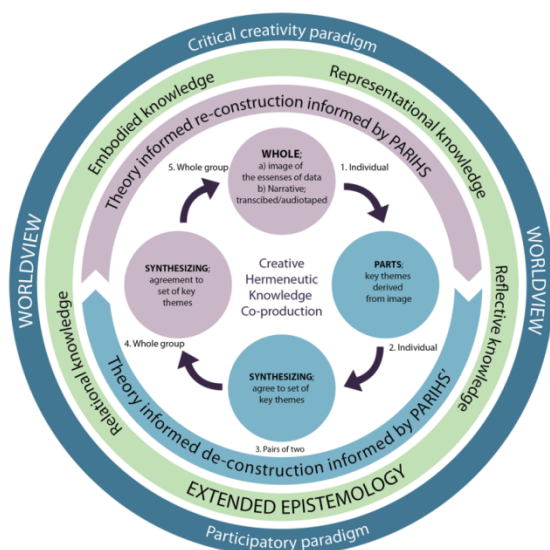 Critical creativity paradigm
WORLDVIEW
WORLDVIEW
Participatory paradigm
Embodied knowledge
Representational knowledge
Relational knowledge
Reflective knowledge
EXTENDED EPISTEMOLOGY
Theory informed re-construction informed by PARIHS
Theory informed de-construction informed by PARIHS'
WHOLE;
a) image of
the essenses of data
b) Narrative;
transcibed/audiotaped
1. Individual
PARTS;
key themes
derived
from image
2. Individual
SYNTHESIZING;
agree to set of
key themes
3. Pairs of two
4. Whole group
SYNTHESIZING;
agreement to
set of key
themes
5. Whole group
Creative
Hermeneutic
Knowledge
Co-production